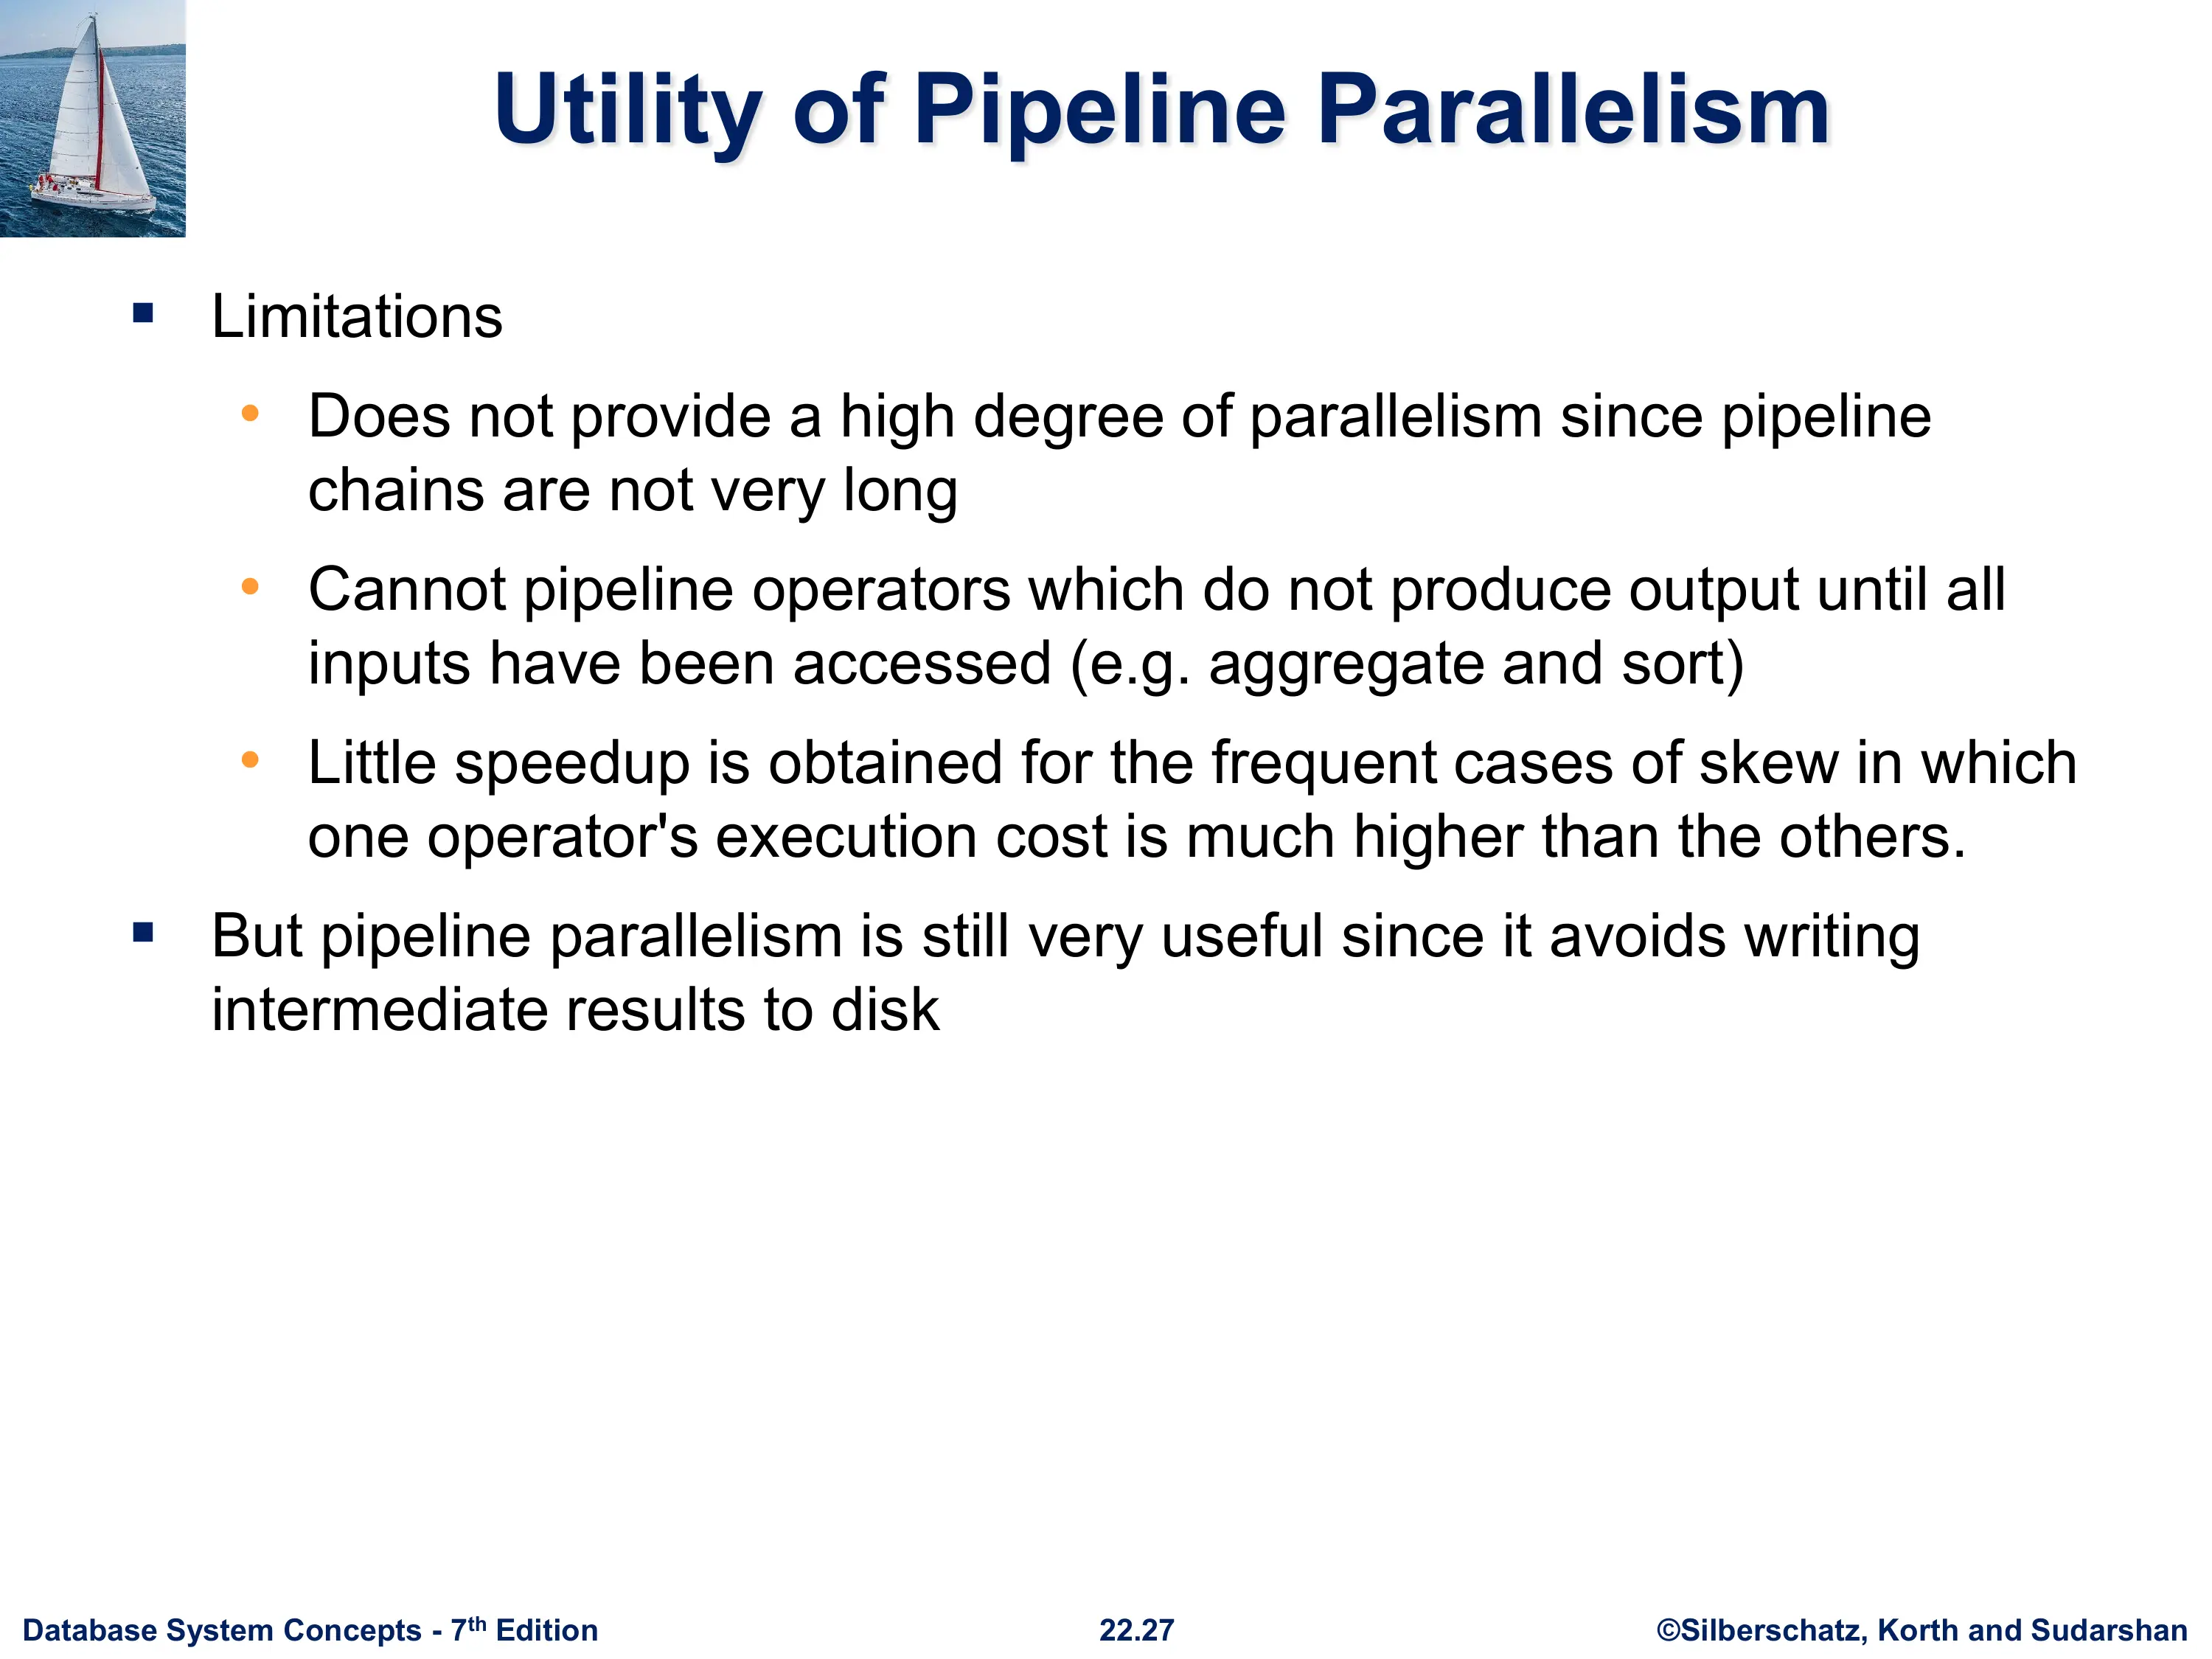 Utility of Pipeline Parallelism
▪ Limitations
• Does not provide a high degree of parallelism since pipeline
chains are not very long
• Cannot pipeline operators which do not produce output until all
inputs have been accessed (e.g. aggregate and sort)
• Little speedup is obtained for the frequent cases of skew in which
one operator's execution cost is much higher than the others.
▪ But pipeline parallelism is still very useful since it avoids writing
intermediate results to disk
Database System Concepts - 7th Edition
22.27
©Silberschatz, Korth and Sudarshan